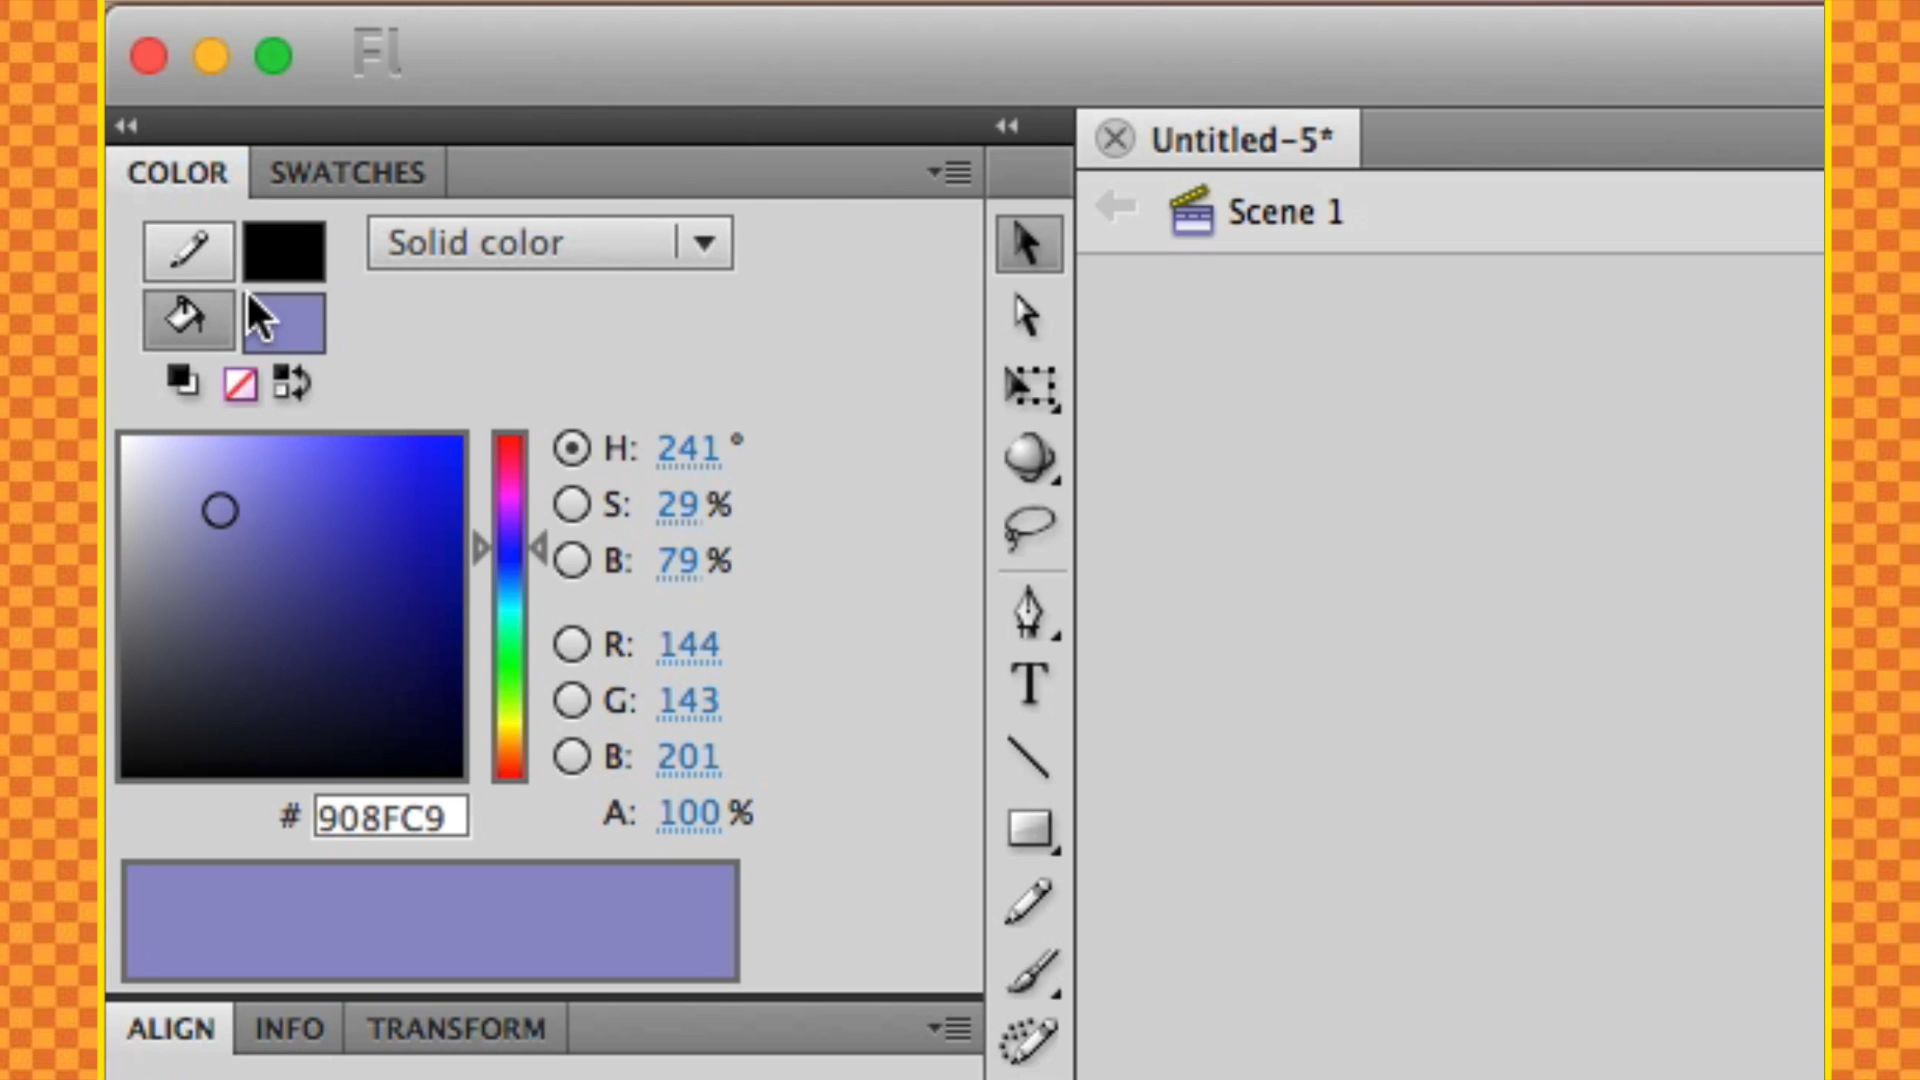 Fl
Untitled-5*
COLOR SWATCHES
Scene 1
Solid color
H: 241 °
S: 29 %
B: 79 %
R: 144
G: 143
B: 201
A: 100 %
# 908FC9
T
ALIGN INFO TRANSFORM